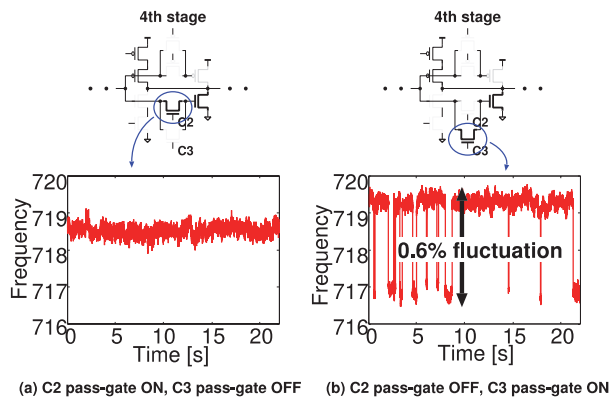 4th stage
C2
C3
720
719
718
717
716
Frequency
0
5
10
15
20
Time [s]
(a) C2 pass-gate ON, C3 pass-gate OFF
4th stage
C2
C3
720
719
718
717
716
Frequency
0.6% fluctuation
0
5
10
15
20
Time [s]
(b) C2 pass-gate OFF, C3 pass-gate ON